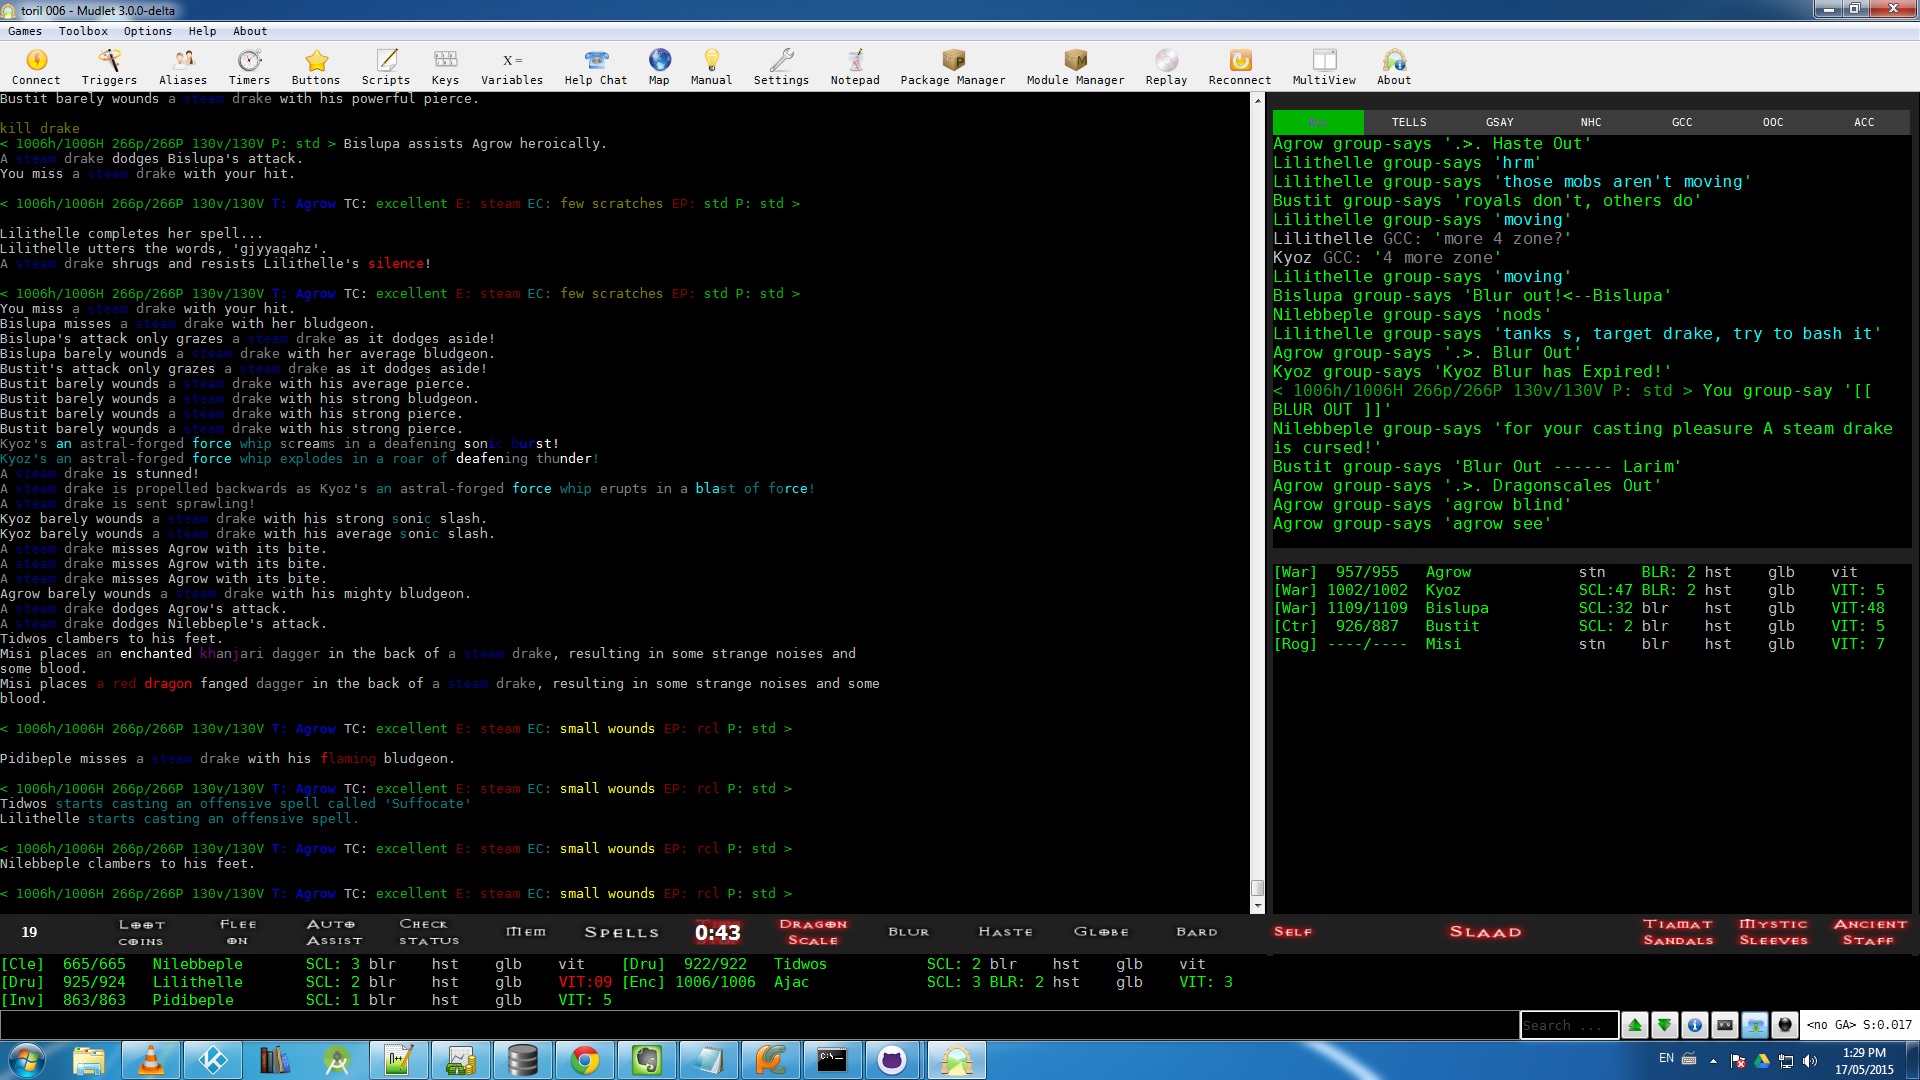 toril 006 - Mudlet 3.0.0-delta
Games Toolbox Options Help About
Connect Triggers Aliases Timers Buttons Scripts Keys Variables Help Chat Map Manual Settings Notepad Package Manager Module Manager Replay Reconnect MultiView About
X =
Bustit barely wounds a steam drake with his powerful pierce.
kill drake
< 1006h/1006H 266p/266P 130v/130V P: std > Bislupa assists Agrow heroically.
A steam drake dodges Bislupa's attack.
You miss a steam drake with your hit.
< 1006h/1006H 266p/266P 130v/130V T: Agrow TC: excellent E: steam EC: few scratches EP: std P: std >
Lilithelle completes her spell...
Lilithelle utters the words, 'gjyyaqahz'.
A steam drake shrugs and resists Lilithelle's silence!
< 1006h/1006H 266p/266P 130v/130V T: Agrow TC: excellent E: steam EC: few scratches EP: std P: std >
You miss a steam drake with your hit.
Bislupa misses a steam drake with her bludgeon.
Bislupa's attack only grazes a steam drake as it dodges aside!
Bislupa barely wounds a steam drake with her average bludgeon.
Bustit's attack only grazes a steam drake as it dodges aside!
Bustit barely wounds a steam drake with his average pierce.
Bustit barely wounds a steam drake with his strong bludgeon.
Bustit barely wounds a steam drake with his strong pierce.
Bustit barely wounds a steam drake with his strong pierce.
Kyoz's an astral-forged force whip screams in a deafening sonic burst!
Kyoz's an astral-forged force whip explodes in a roar of deafening thunder!
A steam drake is stunned!
A steam drake is propelled backwards as Kyoz's an astral-forged force whip erupts in a blast of force!
A steam drake is sent sprawling!
Kyoz barely wounds a steam drake with his strong sonic slash.
Kyoz barely wounds a steam drake with his average sonic slash.
A steam drake misses Agrow with its bite.
A steam drake misses Agrow with its bite.
A steam drake misses Agrow with its bite.
Agrow barely wounds a steam drake with his mighty bludgeon.
A steam drake dodges Agrow's attack.
A steam drake dodges Nilebbeple's attack.
Tidwos clambers to his feet.
Misi places an enchanted khanjari dagger in the back of a steam drake, resulting in some strange noises and
some blood.
Misi places a red dragon fanged dagger in the back of a steam drake, resulting in some strange noises and some
blood.
< 1006h/1006H 266p/266P 130v/130V T: Agrow TC: excellent E: steam EC: small wounds EP: rcl P: std >
Pidibeple misses a steam drake with his flaming bludgeon.
< 1006h/1006H 266p/266P 130v/130V T: Agrow TC: excellent E: steam EC: small wounds EP: rcl P: std >
Tidwos starts casting an offensive spell called 'Suffocate'
Lilithelle starts casting an offensive spell.
< 1006h/1006H 266p/266P 130v/130V T: Agrow TC: excellent E: steam EC: small wounds EP: rcl P: std >
Nilebbeple clambers to his feet.
< 1006h/1006H 266p/266P 130v/130V T: Agrow TC: excellent E: steam EC: small wounds EP: rcl P: std >
ALL TELLS GSAY NHC GCC OOC ACC
Agrow group-says '.>. Haste Out'
Lilithelle group-says 'hrm'
Lilithelle group-says 'those mobs aren't moving'
Bustit group-says 'royals don't, others do'
Lilithelle group-says 'moving'
Lilithelle GCC: 'more 4 zone?'
Kyoz GCC: '4 more zone'
Lilithelle group-says 'moving'
Bislupa group-says 'Blur out!<--Bislupa'
Nilebbeple group-says 'nods'
Lilithelle group-says 'tanks s, target drake, try to bash it'
Agrow group-says '.>. Blur Out'
Kyoz group-says 'Kyoz Blur has Expired!'
< 1006h/1006H 266p/266P 130v/130V P: std > You group-say '[[
BLUR OUT ]]'
Nilebbeple group-says 'for your casting pleasure A steam drake
is cursed!'
Bustit group-says 'Blur Out ------ Larim'
Agrow group-says '.>. Dragonscales Out'
Agrow group-says 'agrow blind'
Agrow group-says 'agrow see'
[War] 957/955 Agrow stn BLR: 2 hst glb vit
[War] 1002/1002 Kyoz SCL:47 BLR: 2 hst glb VIT: 5
[War] 1109/1109 Bislupa SCL:32 blr hst glb VIT:48
[Ctr] 926/887 Bustit SCL: 2 blr hst glb VIT: 5
[Rog] ----/---- Misi stn blr hst glb VIT: 7
19 Loot coins Flee on Auto Assist Check status Mem Spells 0:43 Dragon Scale Blur Haste Globe Bard Self Slaad Tiamat Sandals Mystic Sleeves Ancient Staff
[Cle] 665/665 Nilebbeple SCL: 3 blr hst glb vit [Dru] 922/922 Tidwos SCL: 2 blr hst glb vit
[Dru] 925/924 Lilithelle SCL: 2 blr hst glb VIT:09 [Enc] 1006/1006 Ajac SCL: 3 BLR: 2 hst glb VIT: 3
[Inv] 863/863 Pidibeple SCL: 1 blr hst glb VIT: 5
Search ...
<no GA> S:0.017
EN
1:29 PM
17/05/2015